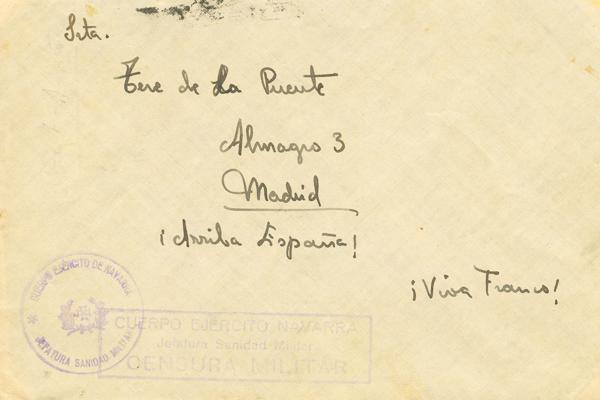 Srta.
Tere de La Puente
Almagro 3
Madrid
¡Arriba España!
¡Viva Franco!
CUERPO EJÉRCITO DE NAVARRA
JEFATURA SANIDAD MILITAR
CUERPO EJERCITO NAVARRA
Jefatura Sanidad Militar
CENSURA MILITAR